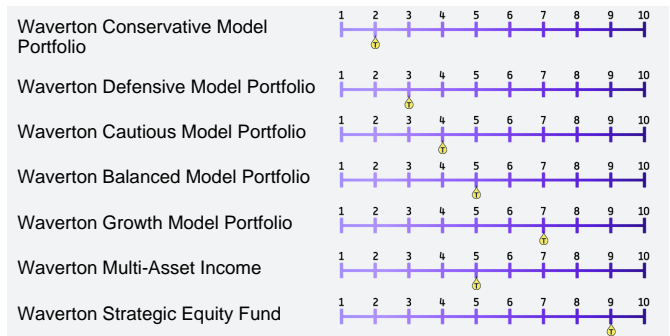 Waverton Conservative Model
Portfolio
1 2 3 4 5 6 7 8 9 10
T
Waverton Defensive Model Portfolio
1 2 3 4 5 6 7 8 9 10
T
Waverton Cautious Model Portfolio
1 2 3 4 5 6 7 8 9 10
T
Waverton Balanced Model Portfolio
1 2 3 4 5 6 7 8 9 10
T
Waverton Growth Model Portfolio
1 2 3 4 5 6 7 8 9 10
T
Waverton Multi-Asset Income
1 2 3 4 5 6 7 8 9 10
T
Waverton Strategic Equity Fund
1 2 3 4 5 6 7 8 9 10
T